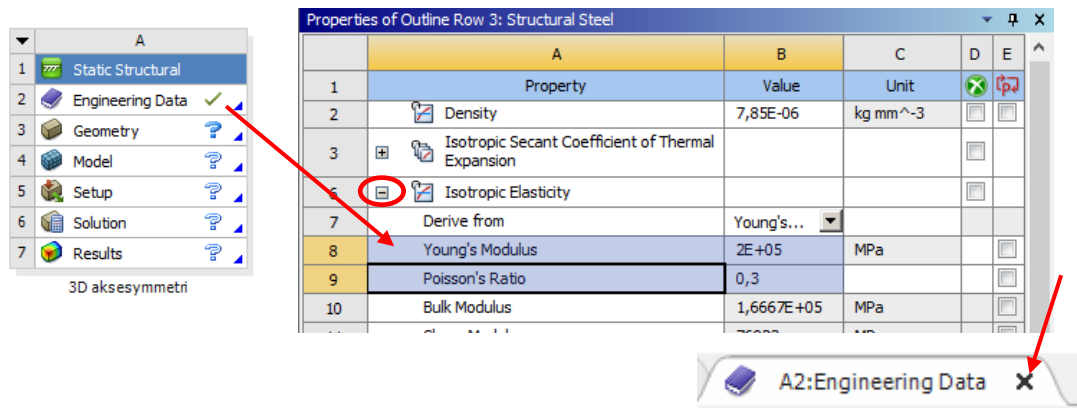 Properties of Outline Row 3: Structural Steel
A
1 Static Structural
2 Engineering Data
3 Geometry
4 Model
5 Setup
6 Solution
7 Results
3D aksesymmetri
A B C D E
1 Property Value Unit
2 Density 7,85E-06 kg mm^-3
3 Isotropic Secant Coefficient of Thermal
Expansion
6 Isotropic Elasticity
7 Derive from Young's...
8 Young's Modulus 2E+05 MPa
9 Poisson's Ratio 0,3
10 Bulk Modulus 1,6667E+05 MPa
A2:Engineering Data